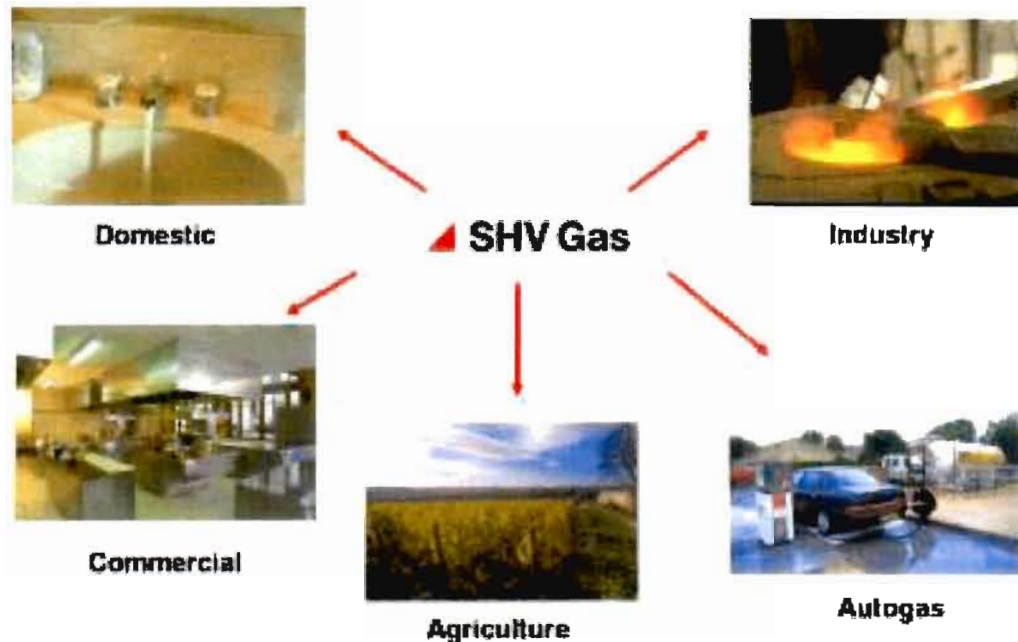 Domestic
Industry
SHV Gas
Commercial
Agriculture
Autogas